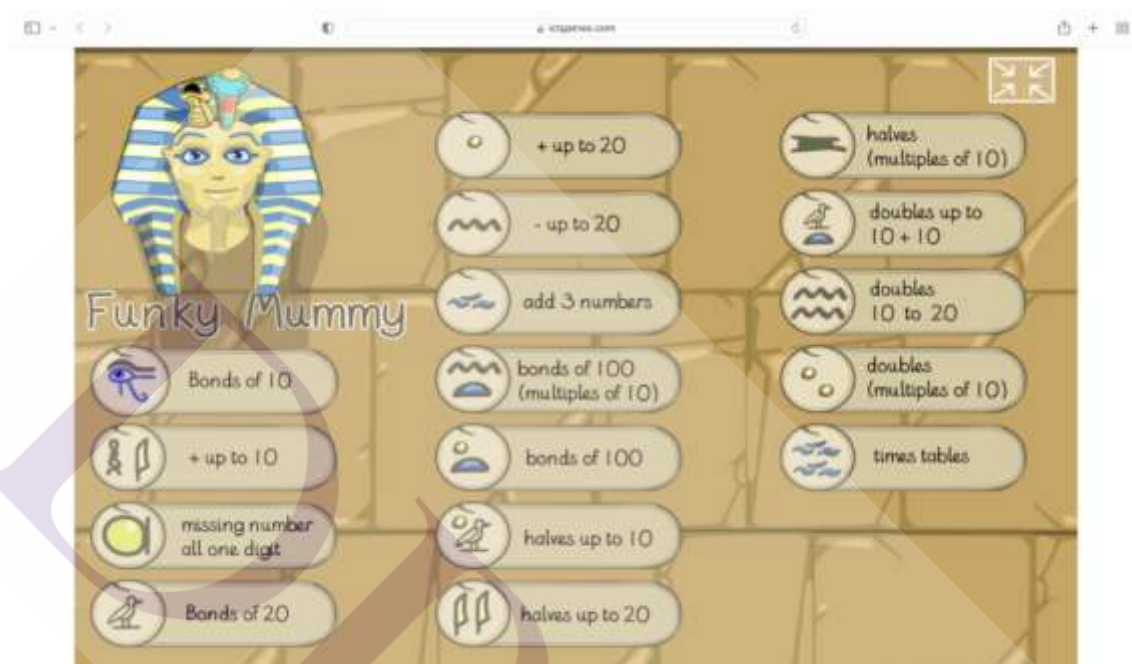 Funky Mummy
Bonds of 10
+ up to 10
missing number
all one digit
Bonds of 20
+ up to 20
- up to 20
add 3 numbers
bonds of 100
(multiples of 10)
bonds of 100
halves up to 10
halves up to 20
halves
(multiples of 10)
doubles up to
10 + 10
doubles
10 to 20
doubles
(multiples of 10)
times tables